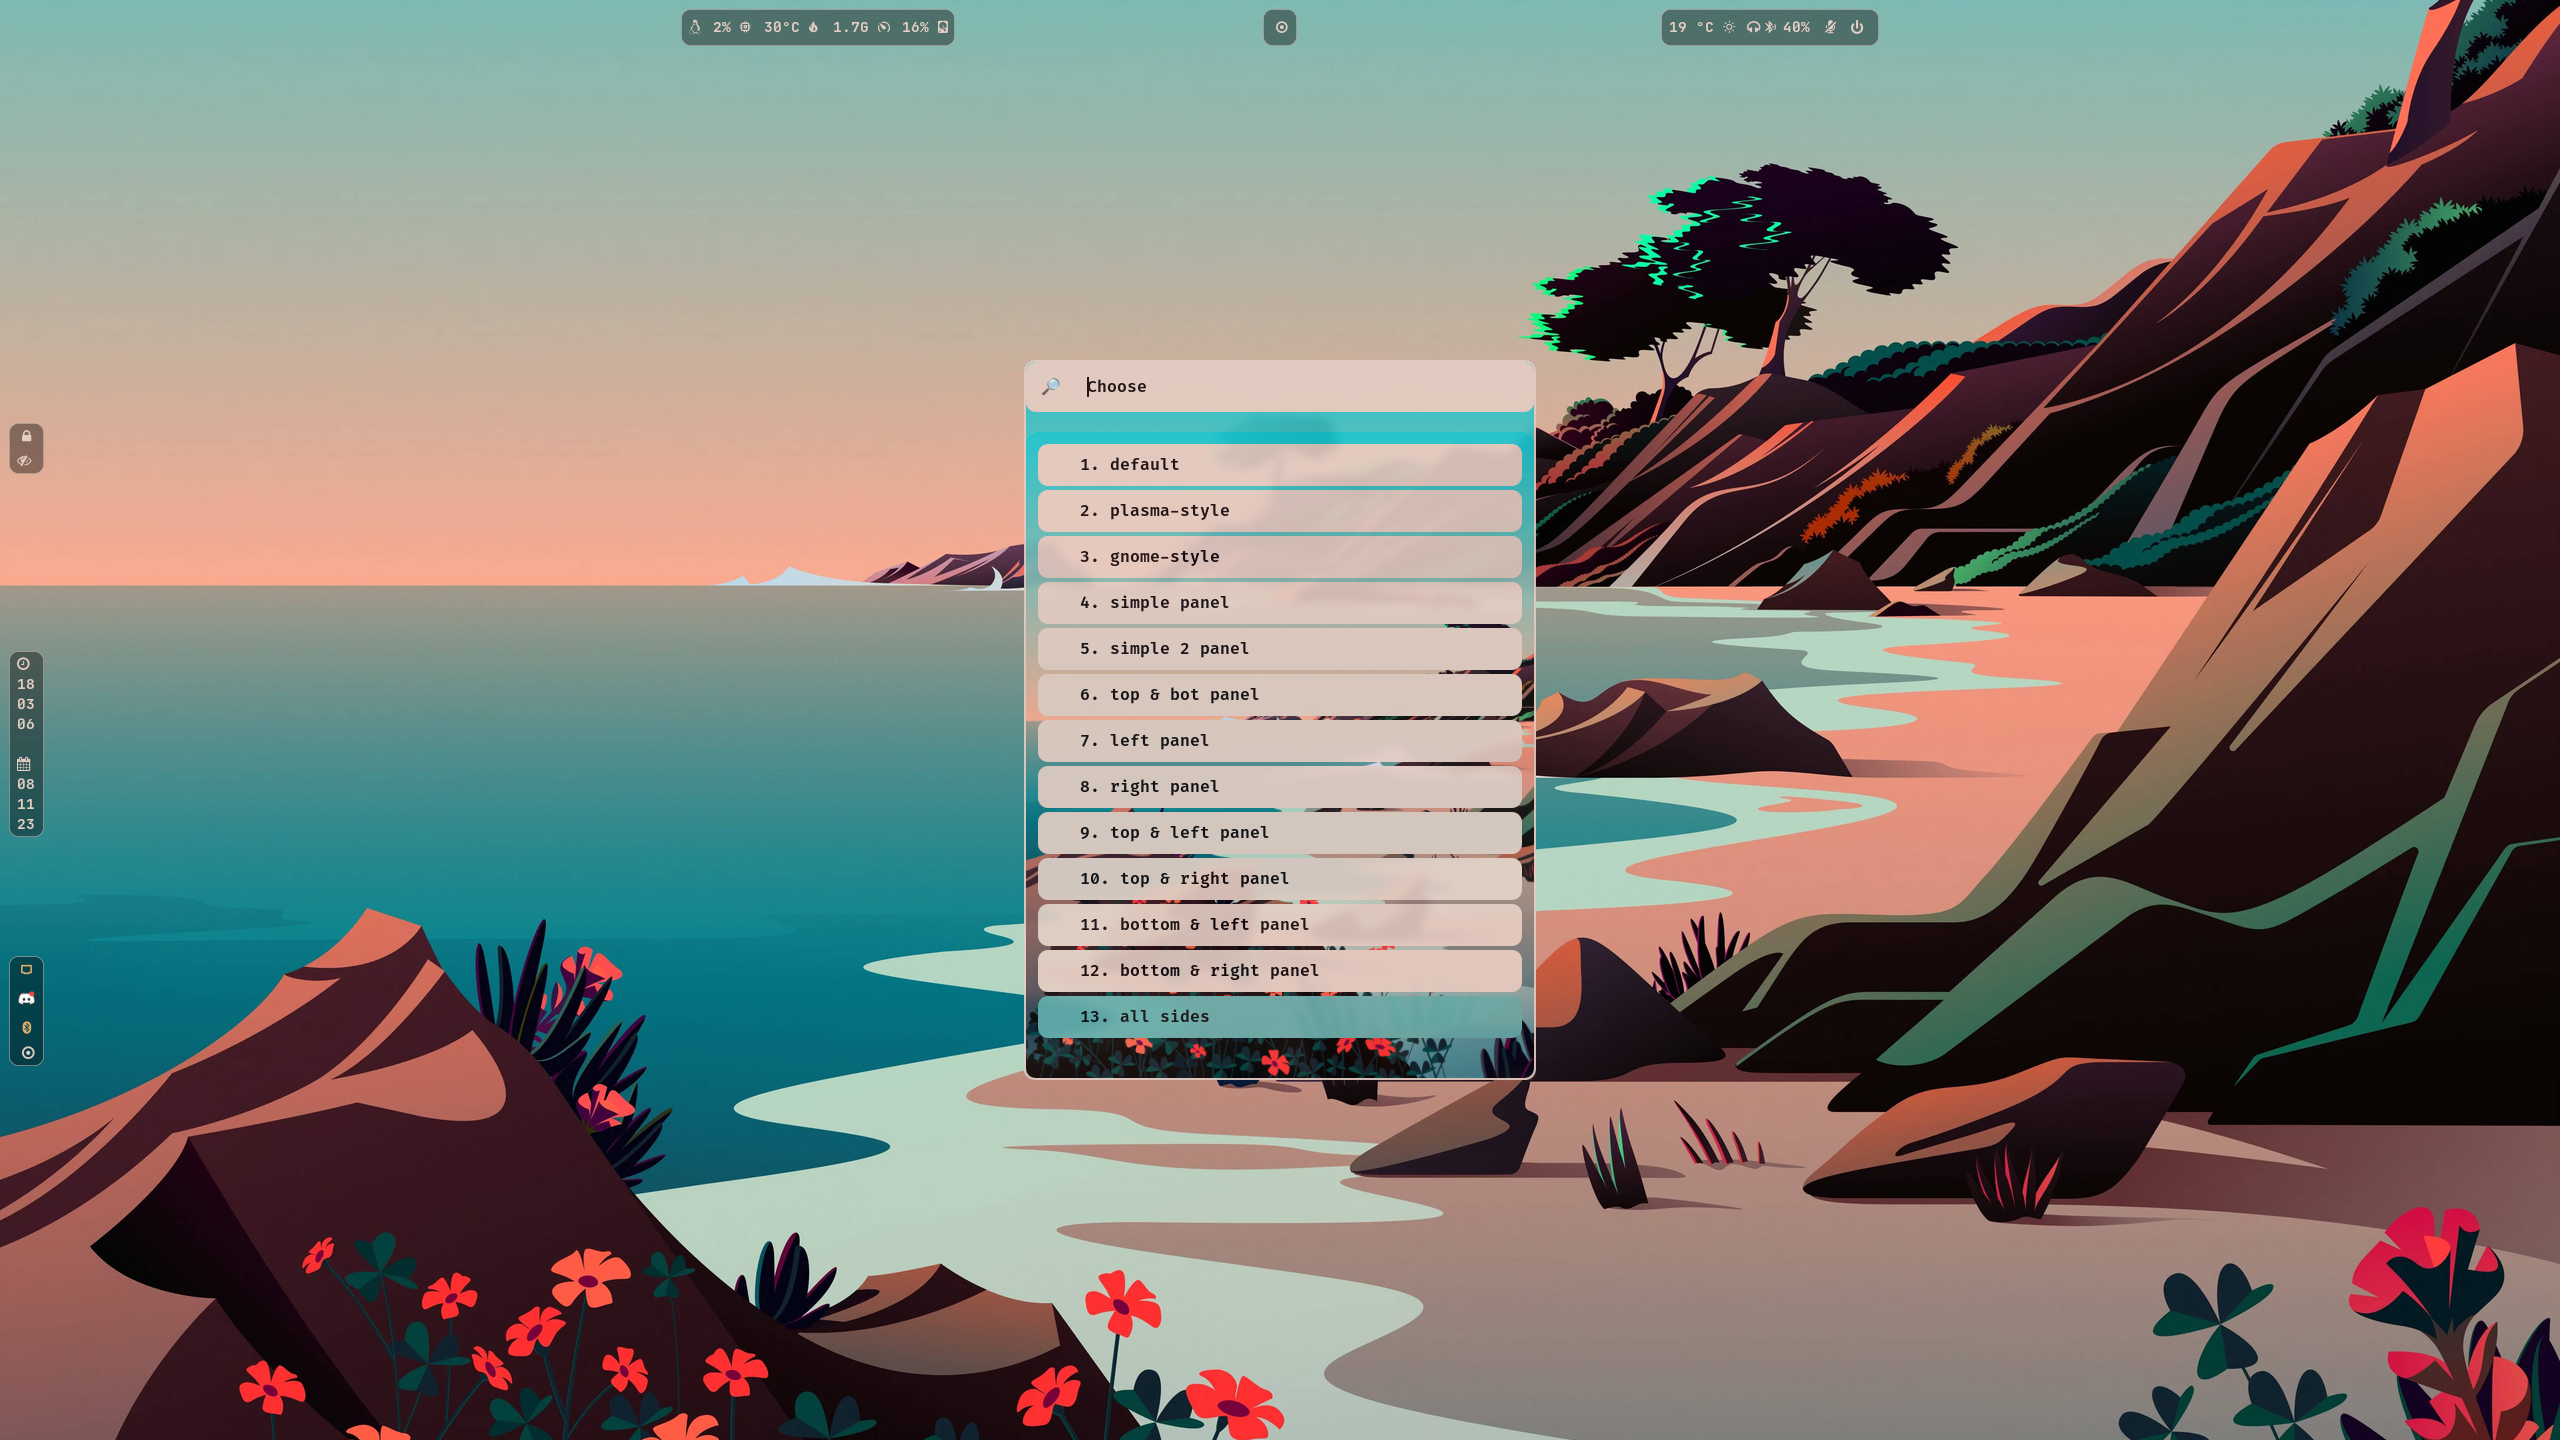 2% 30°C 1.7G 16%
19 °C 40%
18
03
06
08
11
23
Choose
1. default
2. plasma-style
3. gnome-style
4. simple panel
5. simple 2 panel
6. top & bot panel
7. left panel
8. right panel
9. top & left panel
10. top & right panel
11. bottom & left panel
12. bottom & right panel
13. all sides